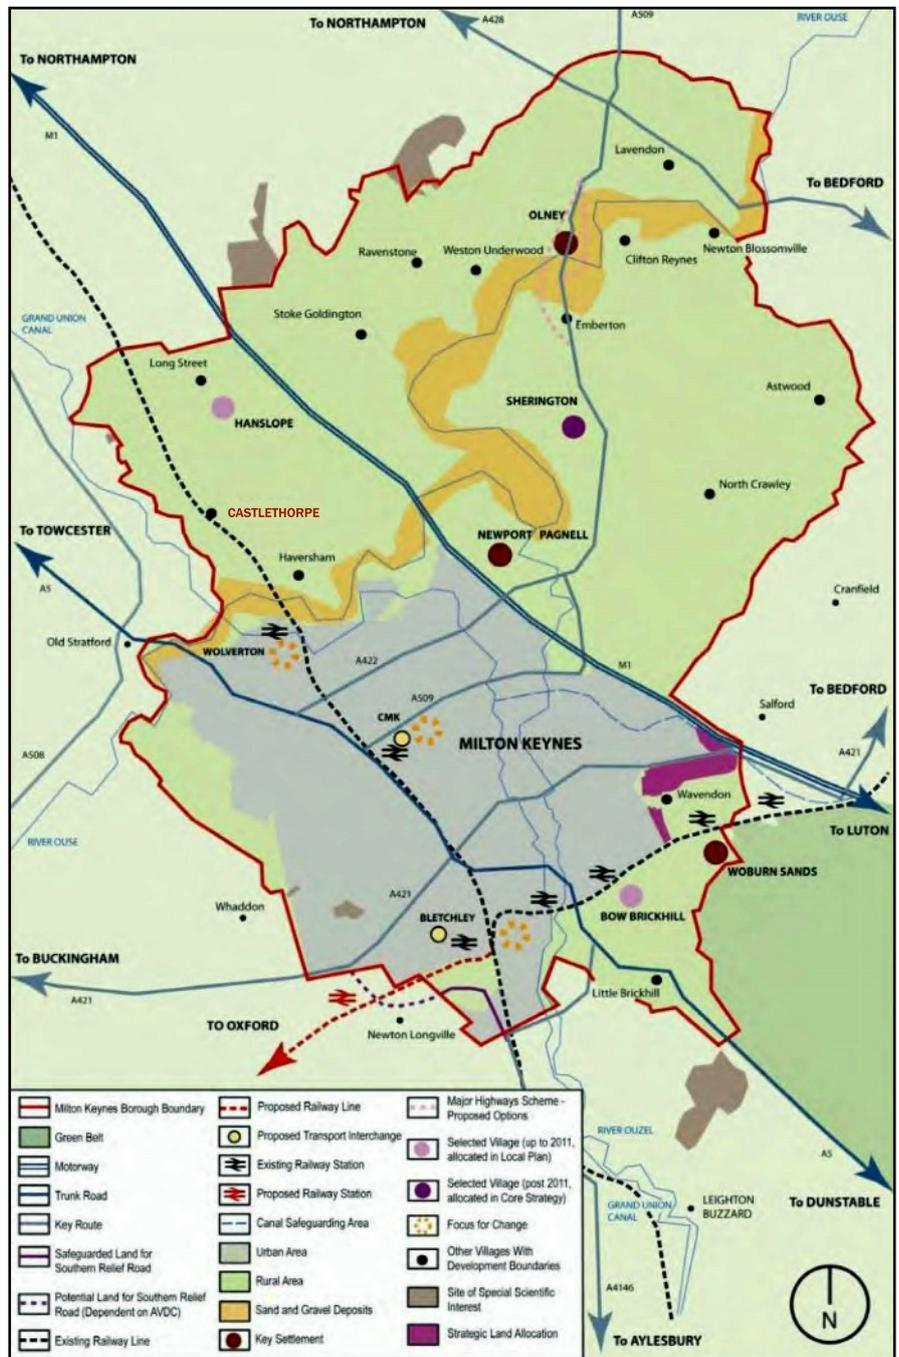 To NORTHAMPTON
A428
A509
RIVER OUSE
To NORTHAMPTON
M1
Lavendon
To BEDFORD
OLNEY
Ravenstone
Weston Underwood
Clifton Reynes
Newton Blossomville
GRAND UNION
CANAL
Stoke Goldington
Emberton
Long Street
Astwood
SHERINGTON
HANSLOPE
North Crawley
CASTLETHORPE
To TOWCESTER
NEWPORT PAGNELL
Haversham
A5
Cranfield
Old Stratford
WOLVERTON
A422
M1
To BEDFORD
A509
Salford
CMK
MILTON KEYNES
A421
A508
Wavendon
To LUTON
RIVER OUSE
WOBURN SANDS
A421
Whaddon
BLETCHLEY
BOW BRICKHILL
To BUCKINGHAM
A421
Little Brickhill
TO OXFORD
Newton Longville
Milton Keynes Borough Boundary
Green Belt
Motorway
Trunk Road
Key Route
Safeguarded Land for
Southern Relief Road
Potential Land for Southern Relief
Road (Dependent on AVDC)
Existing Railway Line
Proposed Railway Line
Proposed Transport Interchange
Existing Railway Station
Proposed Railway Station
Canal Safeguarding Area
Urban Area
Rural Area
Sand and Gravel Deposits
Key Settlement
Major Highways Scheme -
Proposed Options
Selected Village (up to 2011,
allocated in Local Plan)
Selected Village (post 2011,
allocated in Core Strategy)
Focus for Change
Other Villages With
Development Boundaries
Site of Special Scientific
Interest
Strategic Land Allocation
RIVER OUZEL
A5
GRAND UNION
CANAL
LEIGHTON
BUZZARD
To DUNSTABLE
A4146
N
To AYLESBURY